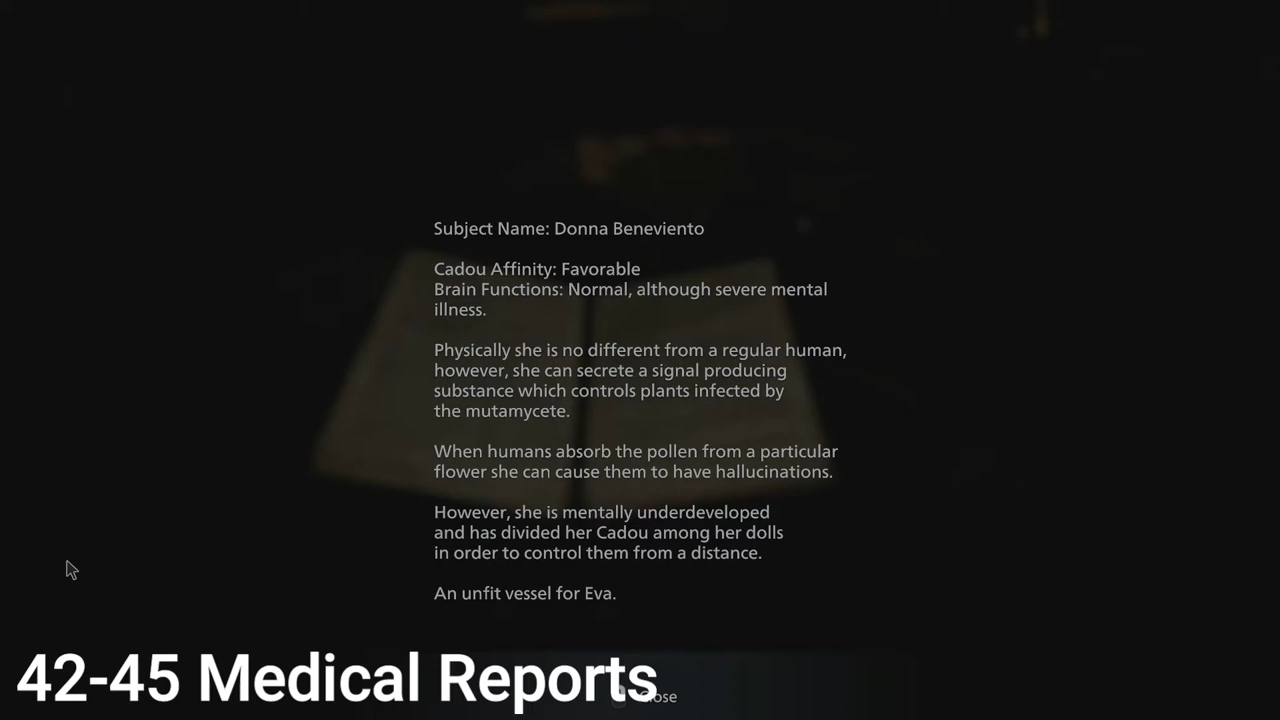 Subject Name: Donna Beneviento
Cadou Affinity: Favorable
Brain Functions: Normal, although severe mental
illness.
Physically she is no different from a regular human,
however, she can secrete a signal producing
substance which controls plants infected by
the mutamycete.
When humans absorb the pollen from a particular
flower she can cause them to have hallucinations.
However, she is mentally underdeveloped
and has divided her Cadou among her dolls
in order to control them from a distance.
An unfit vessel for Eva.
42-45 Medical Reports
Close